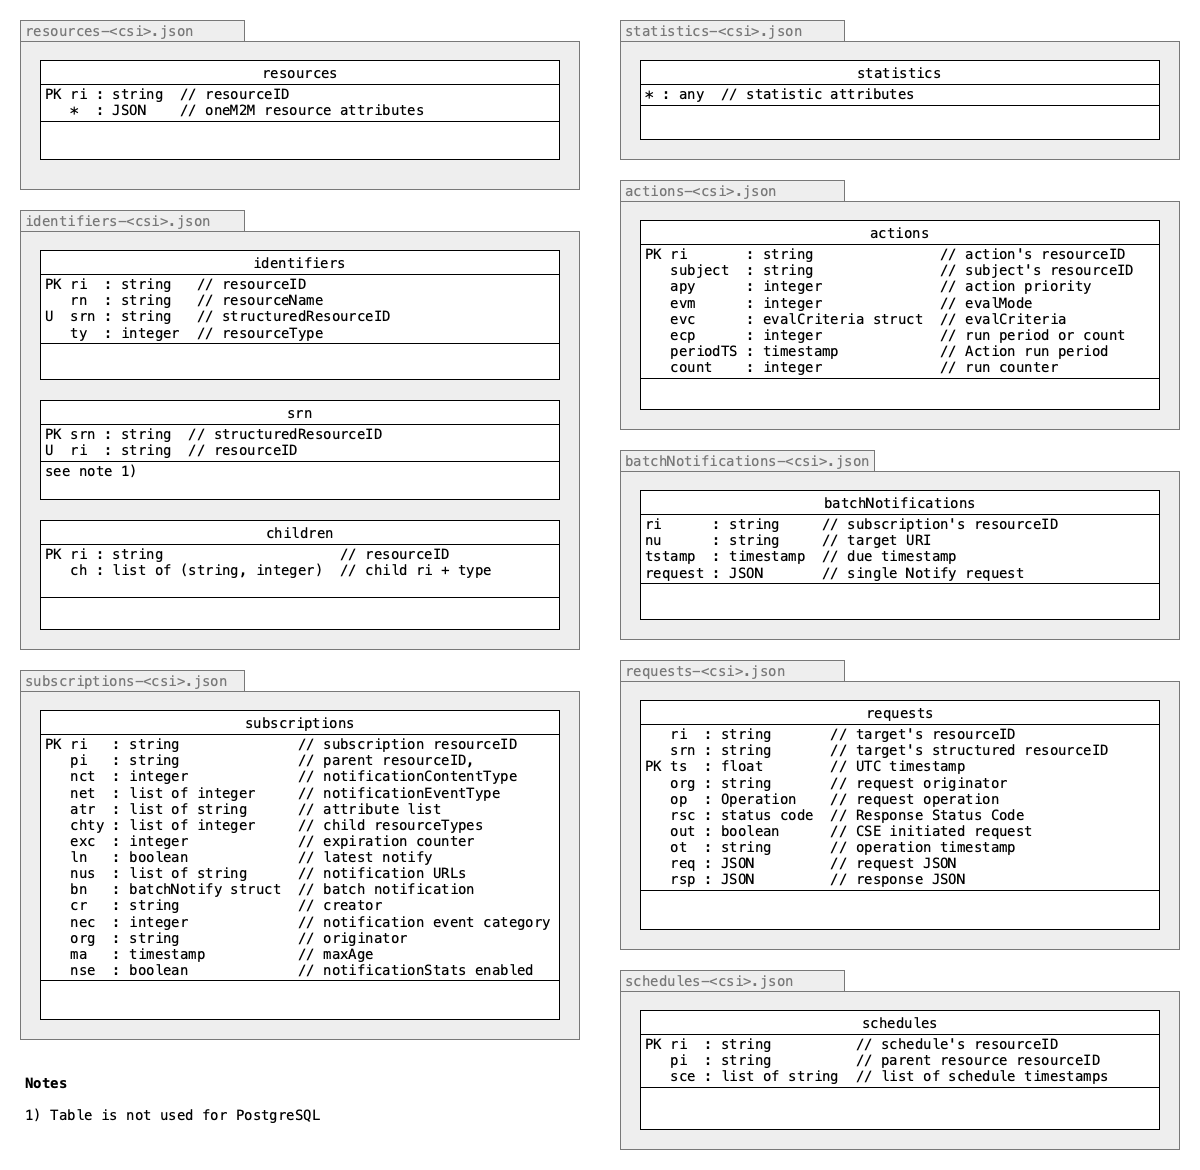 resources-<csi>.json
resources
PK ri : string  // resourceID
   *  : JSON    // oneM2M resource attributes
identifiers-<csi>.json
identifiers
PK ri  : string   // resourceID
   rn  : string   // resourceName
U  srn : string   // structuredResourceID
   ty  : integer  // resourceType
srn
PK srn : string  // structuredResourceID
U  ri  : string  // resourceID
see note 1)
children
PK ri : string                     // resourceID
   ch : list of (string, integer)  // child ri + type
subscriptions-<csi>.json
subscriptions
PK ri   : string              // subscription resourceID
   pi   : string              // parent resourceID,
   nct  : integer             // notificationContentType
   net  : list of integer     // notificationEventType
   atr  : list of string      // attribute list
   chty : list of integer     // child resourceTypes
   exc  : integer             // expiration counter
   ln   : boolean             // latest notify
   nus  : list of string      // notification URLs
   bn   : batchNotify struct  // batch notification
   cr   : string              // creator
   nec  : integer             // notification event category
   org  : string              // originator
   ma   : timestamp           // maxAge
   nse  : boolean             // notificationStats enabled
Notes
1) Table is not used for PostgreSQL
statistics-<csi>.json
statistics
* : any  // statistic attributes
actions-<csi>.json
actions
PK ri       : string               // action's resourceID
   subject  : string               // subject's resourceID
   apy      : integer              // action priority
   evm      : integer              // evalMode
   evc      : evalCriteria struct  // evalCriteria
   ecp      : integer              // run period or count
   periodTS : timestamp            // Action run period
   count    : integer              // run counter
batchNotifications-<csi>.json
batchNotifications
ri      : string     // subscription's resourceID
nu      : string     // target URI
tstamp  : timestamp  // due timestamp
request : JSON       // single Notify request
requests-<csi>.json
requests
   ri  : string       // target's resourceID
   srn : string       // target's structured resourceID
PK ts  : float        // UTC timestamp
   org : string       // request originator
   op  : Operation    // request operation
   rsc : status code  // Response Status Code
   out : boolean      // CSE initiated request
   ot  : string       // operation timestamp
   req : JSON         // request JSON
   rsp : JSON         // response JSON
schedules-<csi>.json
schedules
PK ri  : string          // schedule's resourceID
   pi  : string          // parent resource resourceID
   sce : list of string  // list of schedule timestamps